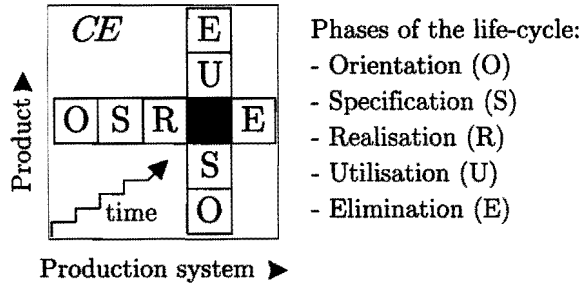 CE
E
U
O S R E
S
O
time
Product
Production system
Phases of the life-cycle:
- Orientation (O)
- Specification (S)
- Realisation (R)
- Utilisation (U)
- Elimination (E)